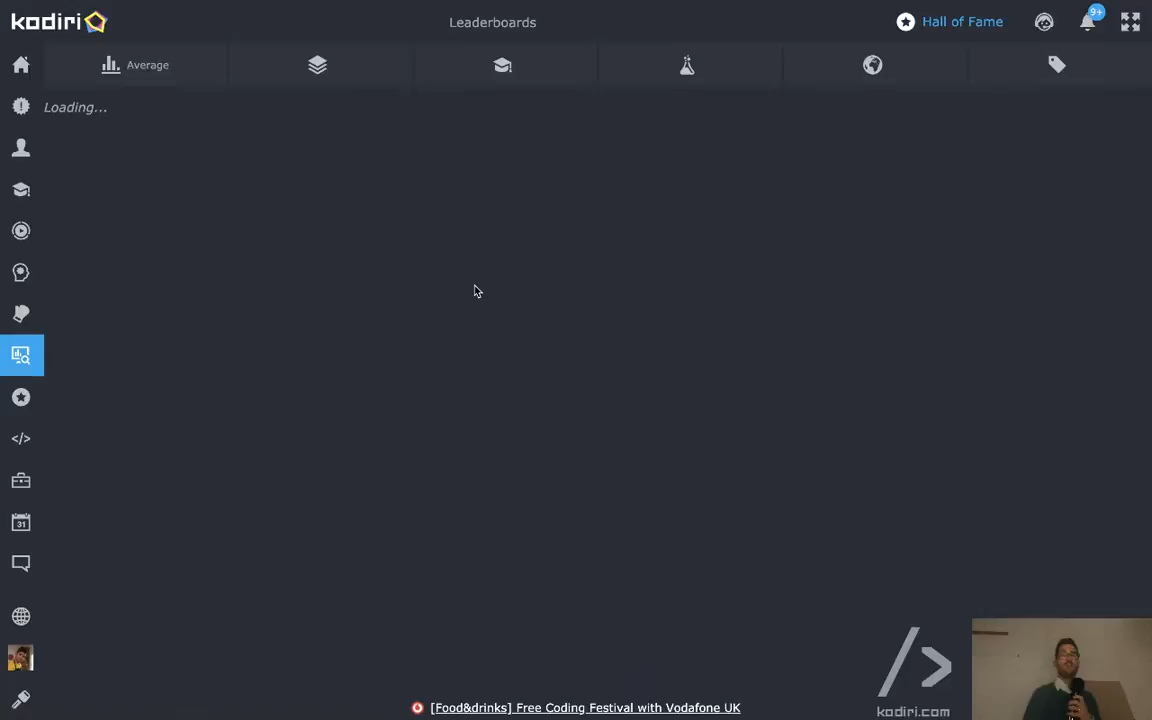 kodiri
Leaderboards
Hall of Fame
9+
Average
Loading...
</>
31
/>
kodiri.com
[Food&drinks] Free Coding Festival with Vodafone UK